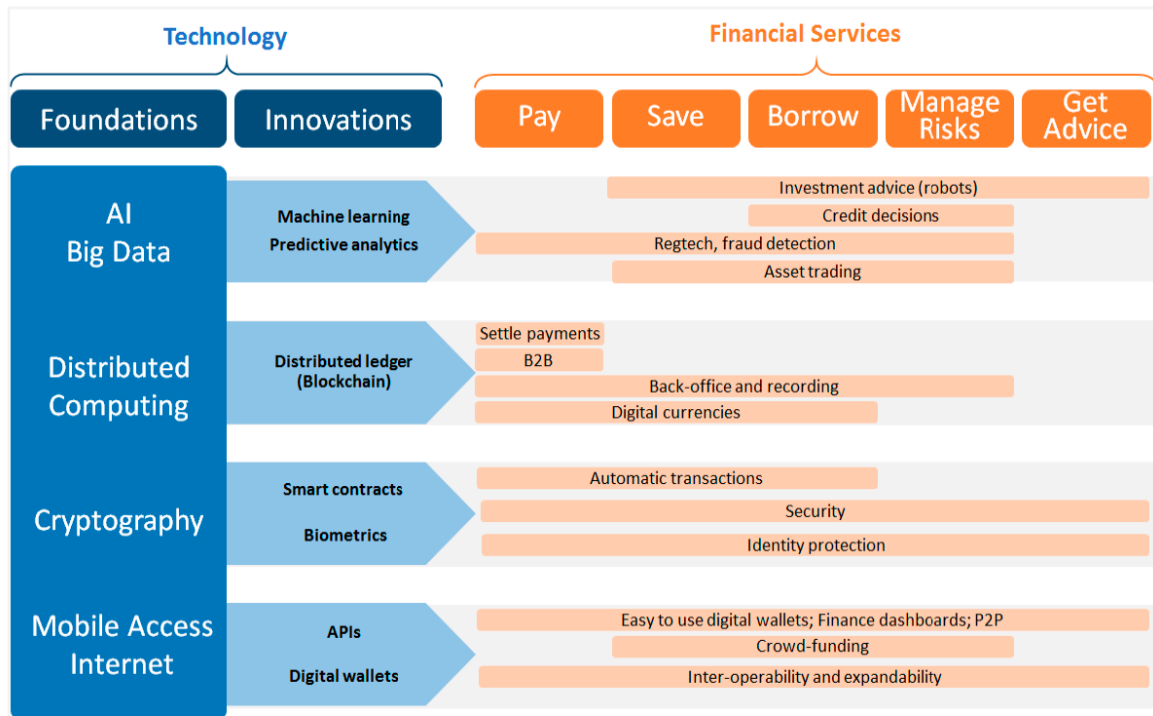 Technology
Financial Services
Foundations
Innovations
Pay
Save
Borrow
Manage
Risks
Get
Advice
AI
Big Data
Machine learning
Predictive analytics
Investment advice (robots)
Credit decisions
Regtech, fraud detection
Asset trading
Distributed
Computing
Distributed ledger
(Blockchain)
Settle payments
B2B
Back-office and recording
Digital currencies
Cryptography
Smart contracts
Biometrics
Automatic transactions
Security
Identity protection
Mobile Access
Internet
APIs
Digital wallets
Easy to use digital wallets; Finance dashboards; P2P
Crowd-funding
Inter-operability and expandability